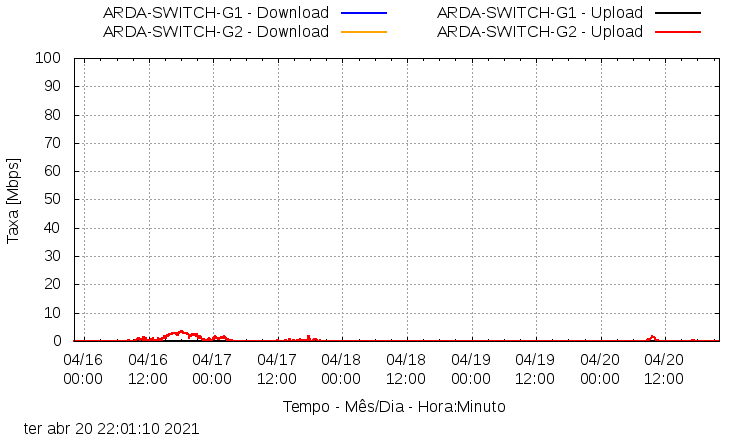 ARDA-SWITCH-G1 - Download
ARDA-SWITCH-G1 - Upload
ARDA-SWITCH-G2 - Download
ARDA-SWITCH-G2 - Upload
Taxa [Mbps]
100
90
80
70
60
50
40
30
20
10
0
04/16 04/16 04/17 04/17 04/18 04/18 04/19 04/19 04/20 04/20
00:00 12:00 00:00 12:00 00:00 12:00 00:00 12:00 00:00 12:00
Tempo - Mês/Dia - Hora:Minuto
ter abr 20 22:01:10 2021